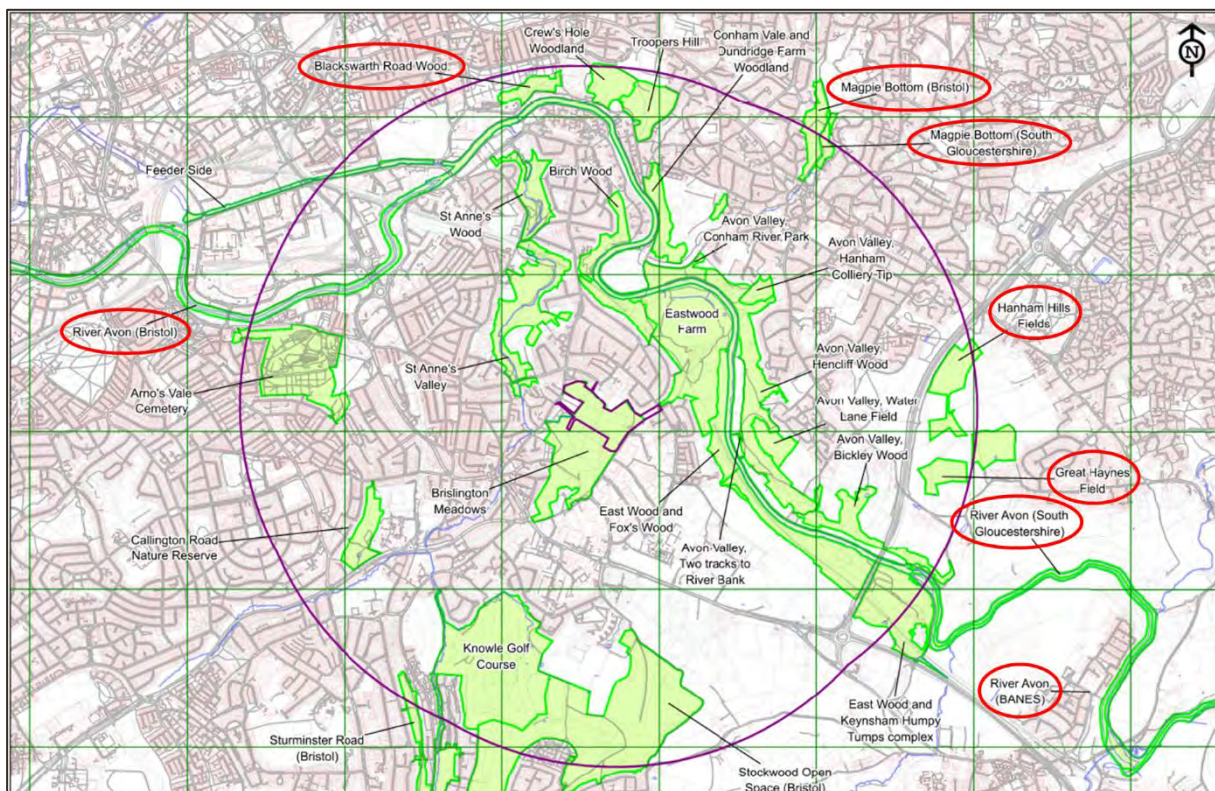 Crew's Hole
Woodland
Troopers Hill
Conham Vale and
Dundridge Farm
Woodland
N
Blackswarth Road Wood
Magpie Bottom (Bristol)
Magpie Bottom (South
Gloucestershire)
Feeder Side
Birch Wood
St Anne's
Wood
Avon Valley,
Conham River Park
Avon Valley,
Hanham
Colliery Tip
River Avon (Bristol)
Eastwood
Farm
Hanham Hills
Fields
St Anne's
Valley
Avon Valley,
Hencliff Wood
Arno's Vale
Cemetery
Avon Valley, Water
Lane Field
Avon Valley,
Bickley Wood
Great Haynes
Field
Brislington
Meadows
East Wood and
Fox's Wood
River Avon (South
Gloucestershire)
Callington Road
Nature Reserve
Avon Valley,
Two tracks to
River Bank
Knowle Golf
Course
River Avon
(BANES)
East Wood and
Keynsham Humpy
Tumps complex
Sturminster Road
(Bristol)
Stockwood Open
Space (Bristol)